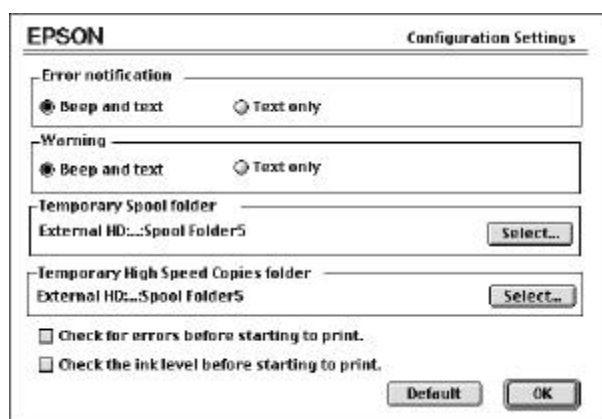 EPSON Configuration Settings
Error notification
Beep and text Text only
Warning
Beep and text Text only
Temporary Spool folder
External HD:...:Spool Folder5 Select...
Temporary High Speed Copies folder
External HD:...:Spool Folder5 Select...
Check for errors before starting to print.
Check the ink level before starting to print.
Default OK